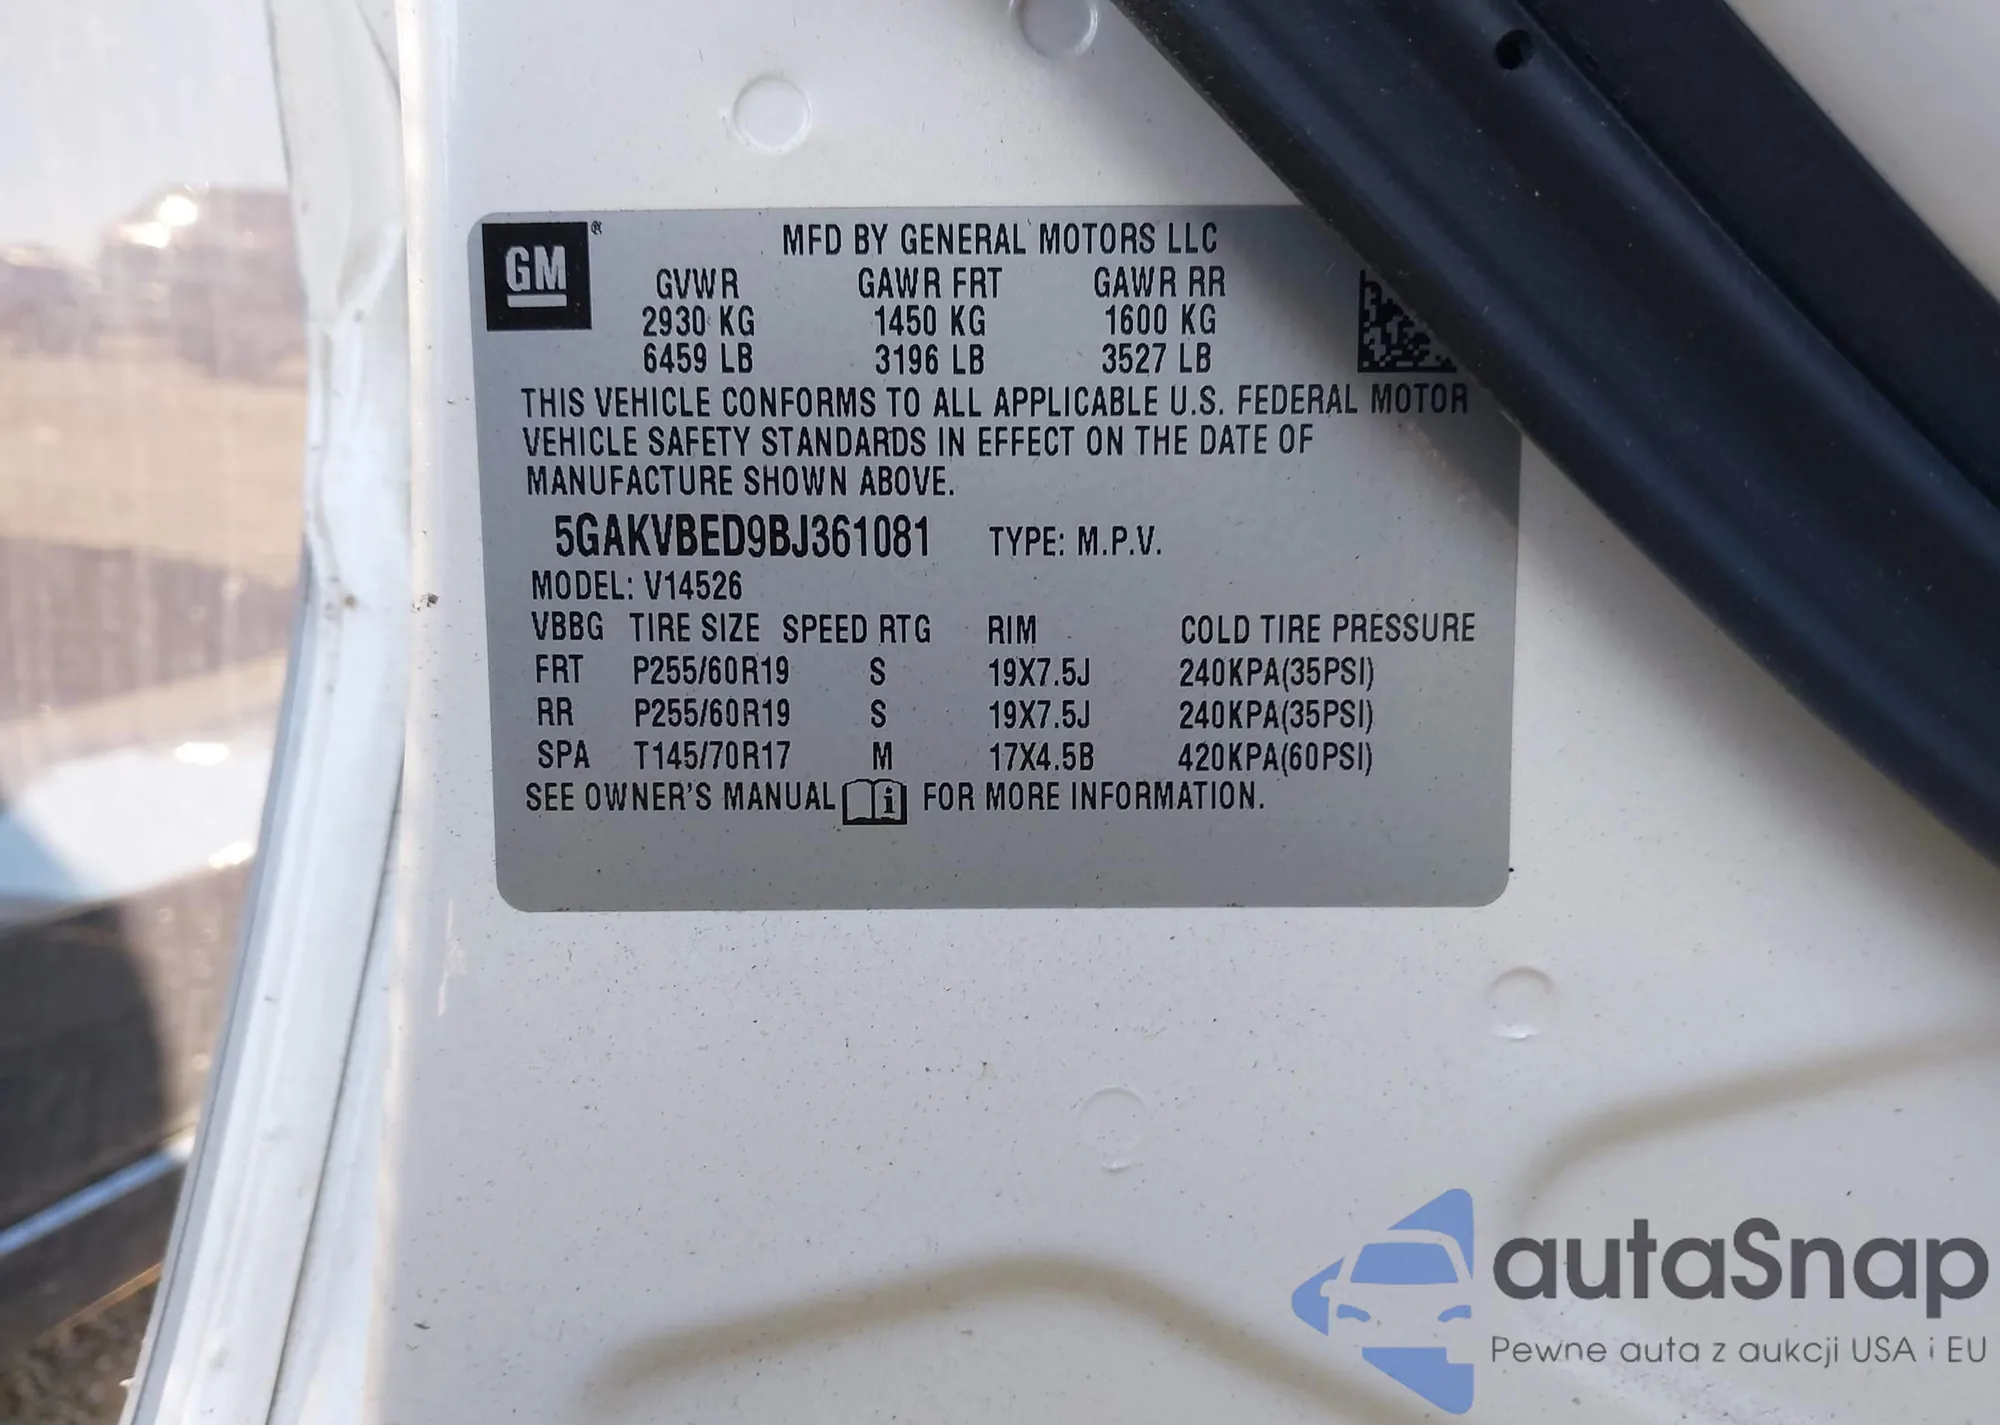 GM®
MFD BY GENERAL MOTORS LLC
GVWR GAWR FRT GAWR RR
2930 KG 1450 KG 1600 KG
6459 LB 3196 LB 3527 LB
THIS VEHICLE CONFORMS TO ALL APPLICABLE U.S. FEDERAL MOTOR
VEHICLE SAFETY STANDARDS IN EFFECT ON THE DATE OF
MANUFACTURE SHOWN ABOVE.
5GAKVBED9BJ361081 TYPE: M.P.V.
MODEL: V14526
VBBG TIRE SIZE SPEED RTG RIM COLD TIRE PRESSURE
FRT P255/60R19 S 19X7.5J 240KPA(35PSI)
RR P255/60R19 S 19X7.5J 240KPA(35PSI)
SPA T145/70R17 M 17X4.5B 420KPA(60PSI)
SEE OWNER'S MANUAL i FOR MORE INFORMATION.
autaSnap
Pewne auta z aukcji USA i EU